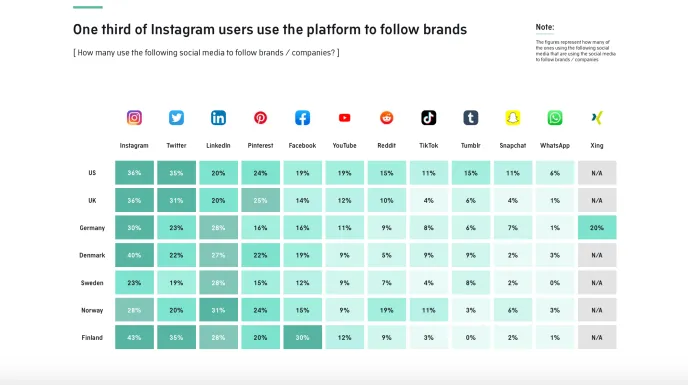 One third of Instagram users use the platform to follow brands
[ How many use the following social media to follow brands / companies? ]
Note:
The figures represent how many of
the ones using the following social
media that are using the social media
to follow brands / companies
Instagram Twitter LinkedIn Pinterest Facebook YouTube Reddit TikTok Tumblr Snapchat WhatsApp Xing
US 36% 35% 20% 24% 19% 19% 15% 11% 15% 11% 6% N/A
UK 36% 31% 20% 25% 14% 12% 10% 4% 6% 4% 1% N/A
Germany 30% 23% 28% 16% 16% 11% 9% 8% 6% 7% 1% 20%
Denmark 40% 22% 27% 22% 19% 9% 5% 9% 9% 2% 3% N/A
Sweden 23% 19% 28% 15% 12% 9% 7% 4% 8% 2% 0% N/A
Norway 28% 20% 31% 24% 15% 9% 19% 11% 3% 6% 3% N/A
Finland 43% 35% 28% 20% 30% 12% 9% 3% 0% 2% 1% N/A